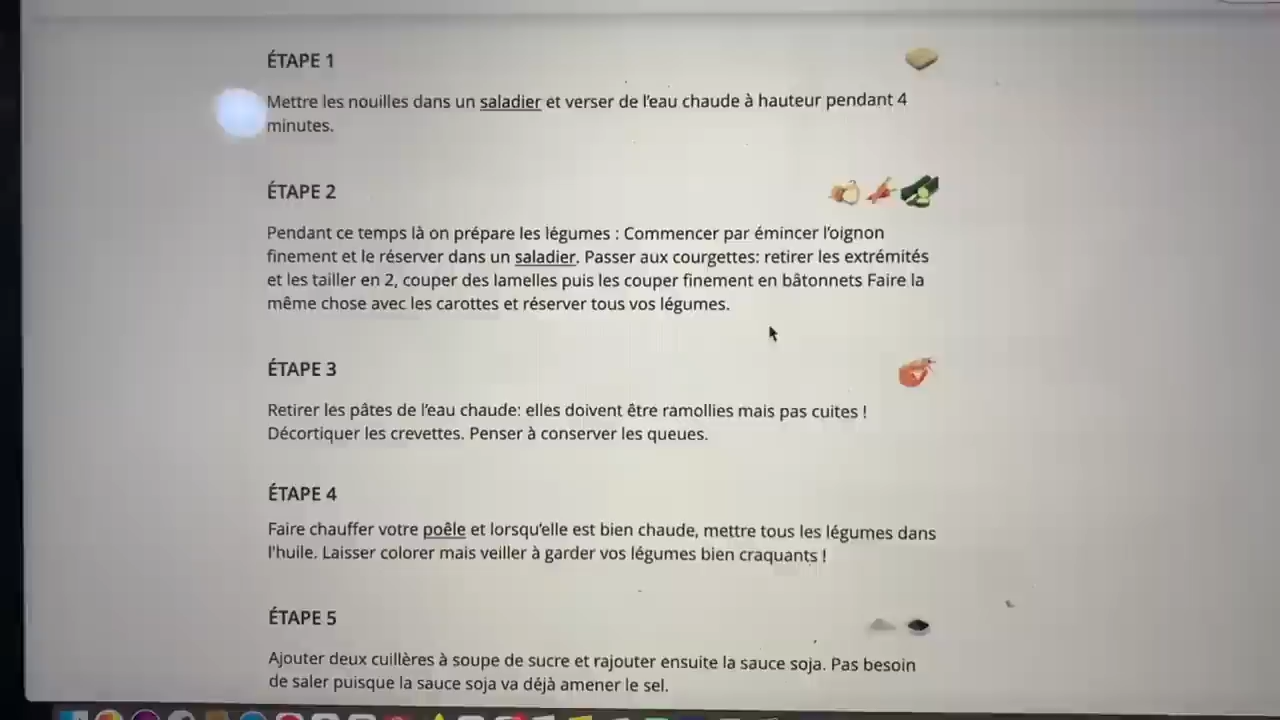 ÉTAPE 1
Mettre les nouilles dans un saladier et verser de l’eau chaude à hauteur pendant 4
minutes.
ÉTAPE 2
Pendant ce temps là on prépare les légumes : Commencer par émincer l’oignon
finement et le réserver dans un saladier. Passer aux courgettes: retirer les extrémités
et les tailler en 2, couper des lamelles puis les couper finement en bâtonnets Faire la
même chose avec les carottes et réserver tous vos légumes.
ÉTAPE 3
Retirer les pâtes de l’eau chaude: elles doivent être ramollies mais pas cuites !
Décortiquer les crevettes. Penser à conserver les queues.
ÉTAPE 4
Faire chauffer votre poêle et lorsqu’elle est bien chaude, mettre tous les légumes dans
l'huile. Laisser colorer mais veiller à garder vos légumes bien craquants !
ÉTAPE 5
Ajouter deux cuillères à soupe de sucre et rajouter ensuite la sauce soja. Pas besoin
de saler puisque la sauce soja va déjà amener le sel.